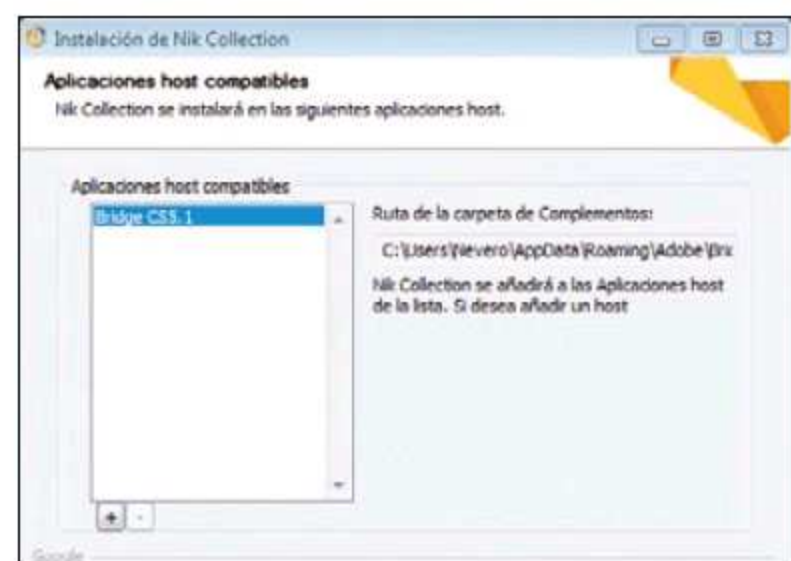 Instalación de Nik Collection
Aplicaciones host compatibles
Nik Collection se instalará en las siguientes aplicaciones host.
Aplicaciones host compatibles
Bridge CS5.1
Ruta de la carpeta de Complementos:
C:\Users\Nevero\AppData\Roaming\Adobe\Bri
Nik Collection se añadirá a las Aplicaciones host
de la lista. Si desea añadir un host
+ -
Google